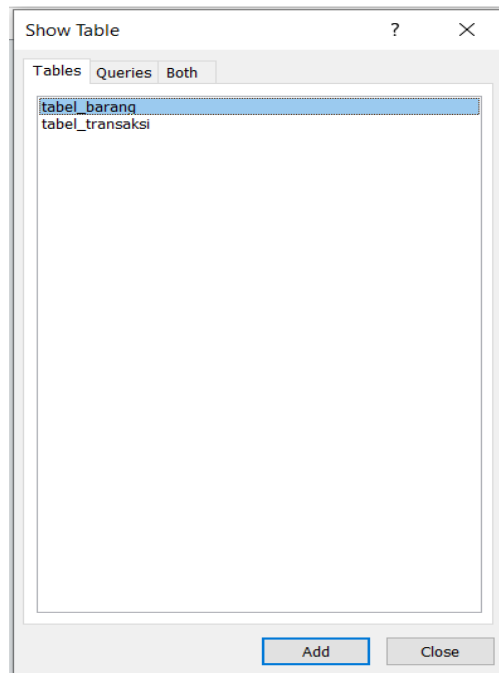 Show Table ?
Tables Queries Both
tabel_barang
tabel_transaksi
Add Close